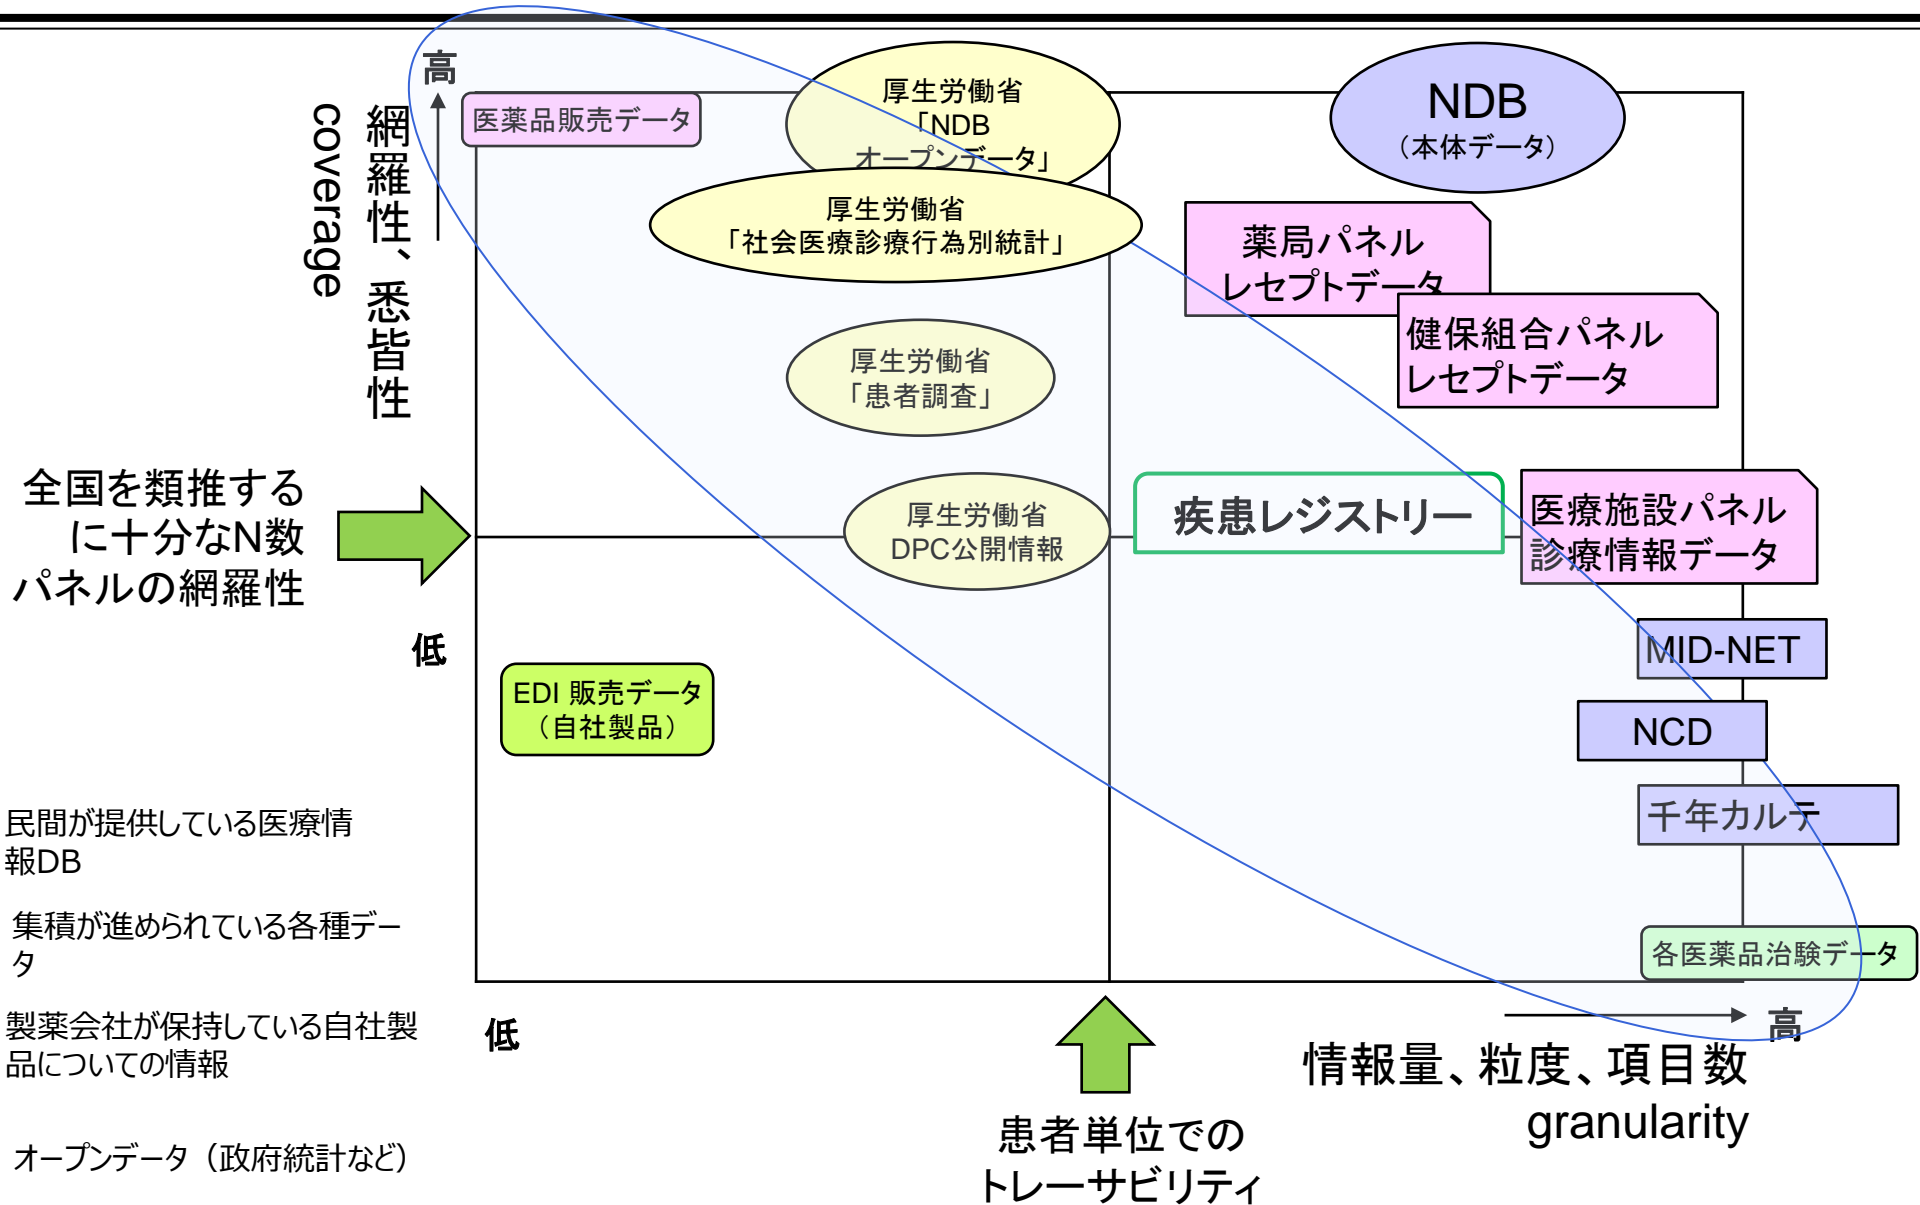 高
網羅性、悉皆性
coverage
医薬品販売データ
厚生労働省
「NDB
オープンデータ」
厚生労働省
「社会医療診療行為別統計」
NDB
（本体データ）
薬局パネル
レセプトデータ
健保組合パネル
レセプトデータ
厚生労働省
「患者調査」
全国を類推する
に十分なN数
パネルの網羅性
厚生労働省
DPC公開情報
疾患レジストリー
医療施設パネル
診療情報データ
低
MID-NET
EDI 販売データ
（自社製品）
NCD
千年カルテ
民間が提供している医療情
報DB
集積が進められている各種デー
タ
各医薬品治験データ
製薬会社が保持している自社製
品についての情報
低
高
情報量、粒度、項目数
granularity
患者単位での
トレーサビリティ
オープンデータ（政府統計など）